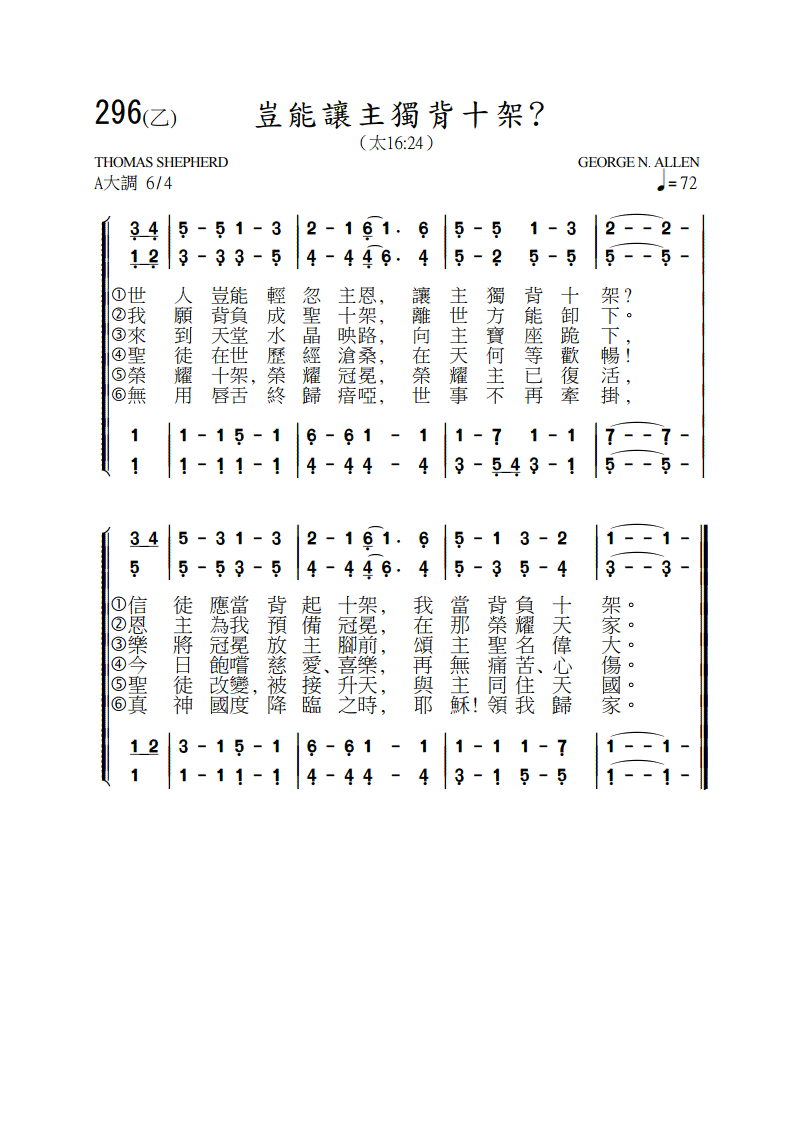 296(乙) 豈能讓主獨背十架?
（太16:24）
THOMAS SHEPHERD GEORGE N. ALLEN
A大調 6/4 ♩=72
3 4 | 5 - 5 1 - 3 | 2 - 1 6 1 . 6 | 5 - 5 1 - 3 | 2 - - 2 - |
1 2 | 3 - 3 3 - 5 | 4 - 4 4 6 . 4 | 5 - 2 5 - 5 | 5 - - 5 - |
①世人豈能輕忽主恩，讓主獨背十架？
②我願背負成聖十架，離世方能卸下。
③來到天堂水晶映路，向主寶座跪下，
④聖徒在世歷經滄桑，在天何等歡暢！
⑤榮耀十架，榮耀冠冕，榮耀主已復活，
⑥無用唇舌終歸瘖啞，世事不再牽掛，
1 | 1 - 1 5 - 1 | 6 - 6 1 - 1 | 1 - 7 1 - 1 | 7 - - 7 - |
1 | 1 - 1 1 - 1 | 4 - 4 4 - 4 | 3 - 5 4 3 - 1 | 5 - - 5 - |
3 4 | 5 - 3 1 - 3 | 2 - 1 6 1 . 6 | 5 - 1 3 - 2 | 1 - - 1 - ‖
5 | 5 - 5 3 - 5 | 4 - 4 4 6 . 4 | 5 - 3 5 - 4 | 3 - - 3 - ‖
①信徒應當背起十架，我當背負十架。
②恩主為我預備冠冕，在那榮耀天家。
③樂將冠冕放主腳前，頌主聖名偉大。
④今日飽嚐慈愛、喜樂，再無痛苦、心傷。
⑤聖徒改變，被接升天，與主同住天國。
⑥真神國度降臨之時，耶穌！領我歸家。
1 2 | 3 - 1 5 - 1 | 6 - 6 1 - 1 | 1 - 1 1 - 7 | 1 - - 1 - ‖
1 | 1 - 1 1 - 1 | 4 - 4 4 - 4 | 3 - 1 5 - 5 | 1 - - 1 - ‖